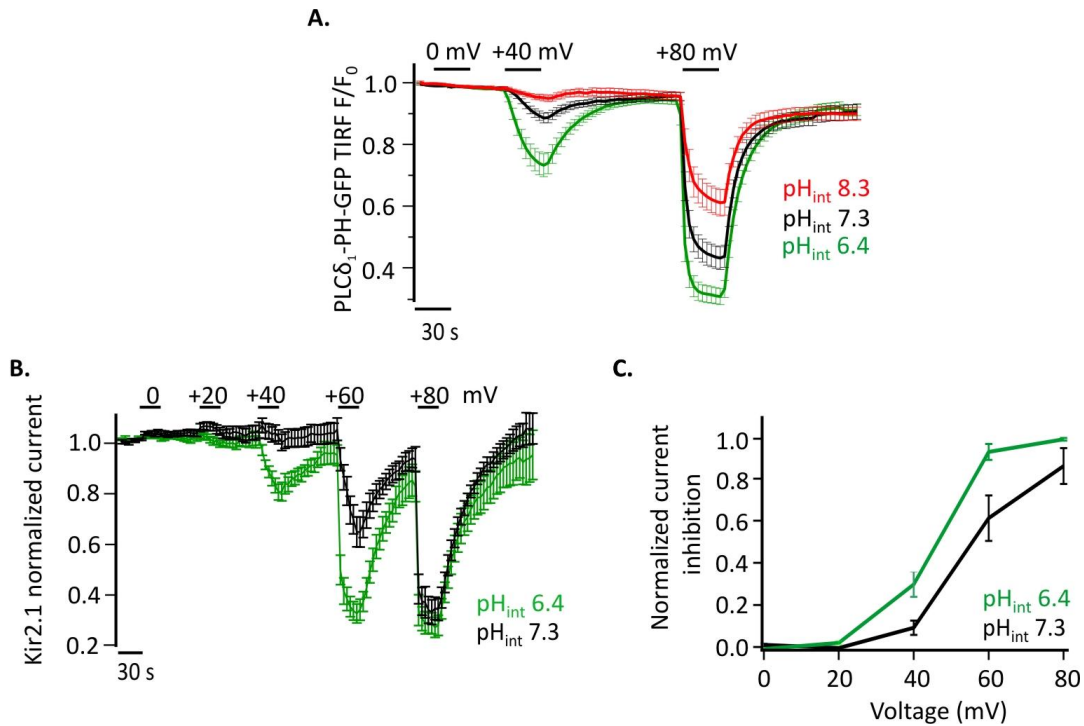 A.
0 mV +40 mV +80 mV
PLCδ1-PH-GFP TIRF F/F0
1.0
0.8
0.6
0.4
pHint 8.3
pHint 7.3
pHint 6.4
30 s
B.
0 +20 +40 +60 +80 mV
Kir2.1 normalized current
1.0
0.8
0.6
0.4
0.2
pHint 6.4
pHint 7.3
30 s
C.
Normalized current
inhibition
1.0
0.8
0.6
0.4
0.2
0.0
pHint 6.4
pHint 7.3
0 20 40 60 80
Voltage (mV)